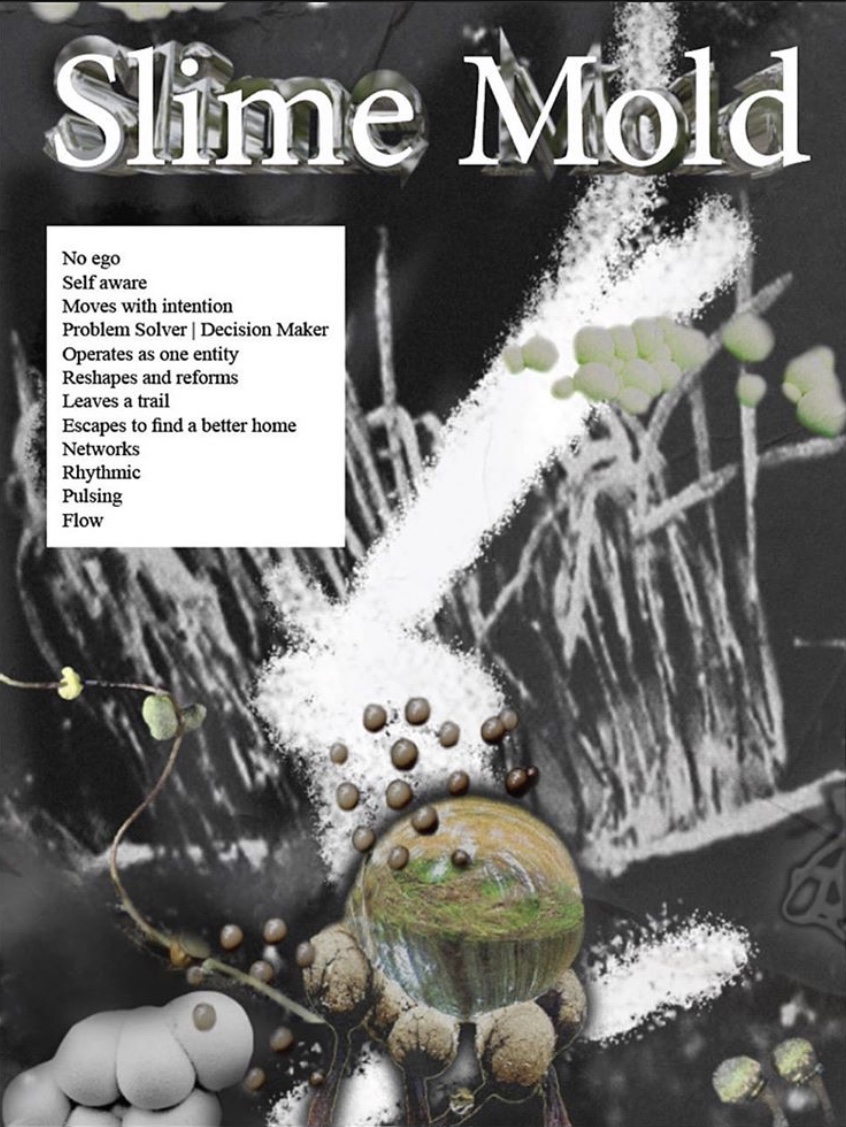 Slime Mold
No ego
Self aware
Moves with intention
Problem Solver | Decision Maker
Operates as one entity
Reshapes and reforms
Leaves a trail
Escapes to find a better home
Networks
Rhythmic
Pulsing
Flow